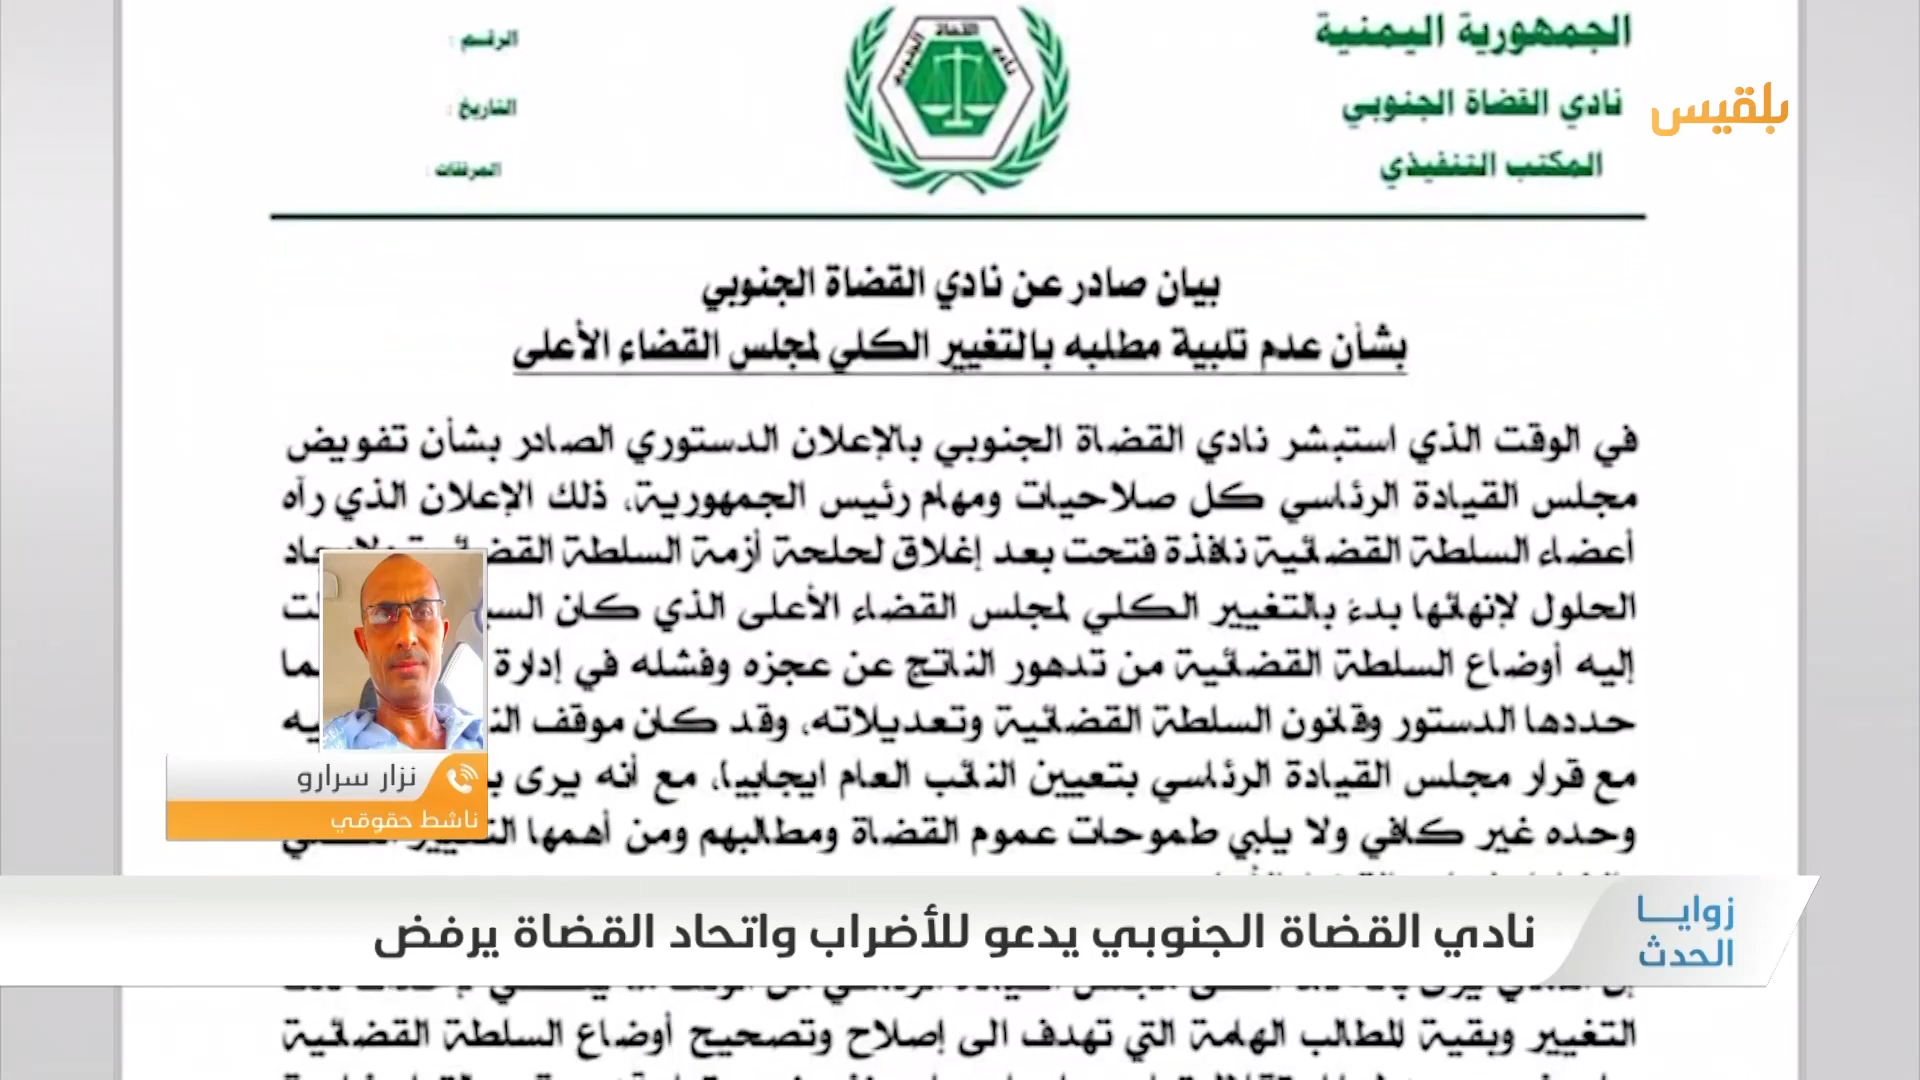 الجمهورية اليمنية
نادي القضاة الجنوبي
المكتب التنفيذي
نادي القضاة الجنوبي
الرقم :
التاريخ :
المرفقات :
بلقيس
بيان صادر عن نادي القضاة الجنوبي
بشأن عدم تلبية مطلبه بالتغيير الكلي لمجلس القضاء الأعلى
في الوقت الذي استبشر نادي القضاة الجنوبي بالإعلان الدستوري الصادر بشأن تفويض
مجلس القيادة الرئاسي كل صلاحيات ومهام رئيس الجمهورية، ذلك الإعلان الذي رآه
أعضاء السلطة القضائية نافذة فتحت بعد إغلاق لحلحة أزمة السلطة القضائية
الحلول لإنهائها بدءً بالتغيير الكلي لمجلس القضاء الأعلى الذي كان
إليه أوضاع السلطة القضائية من تدهور الناتج عن عجزه وفشله في إدارة
حددها الدستور وقانون السلطة القضائية وتعديلاته، وقد كان موقف
مع قرار مجلس القيادة الرئاسي بتعيين النائب العام ايجابيا، مع أنه يرى
وحده غير كافي ولا يلبي طموحات عموم القضاة ومطالبهم ومن أهمها
نزار سرارو
ناشط حقوقي
زوايا
الحدث
نادي القضاة الجنوبي يدعو للأضراب واتحاد القضاة يرفض
التغيير وبقية المطالب الهامة التي تهدف الى إصلاح وتصحيح أوضاع السلطة القضائية